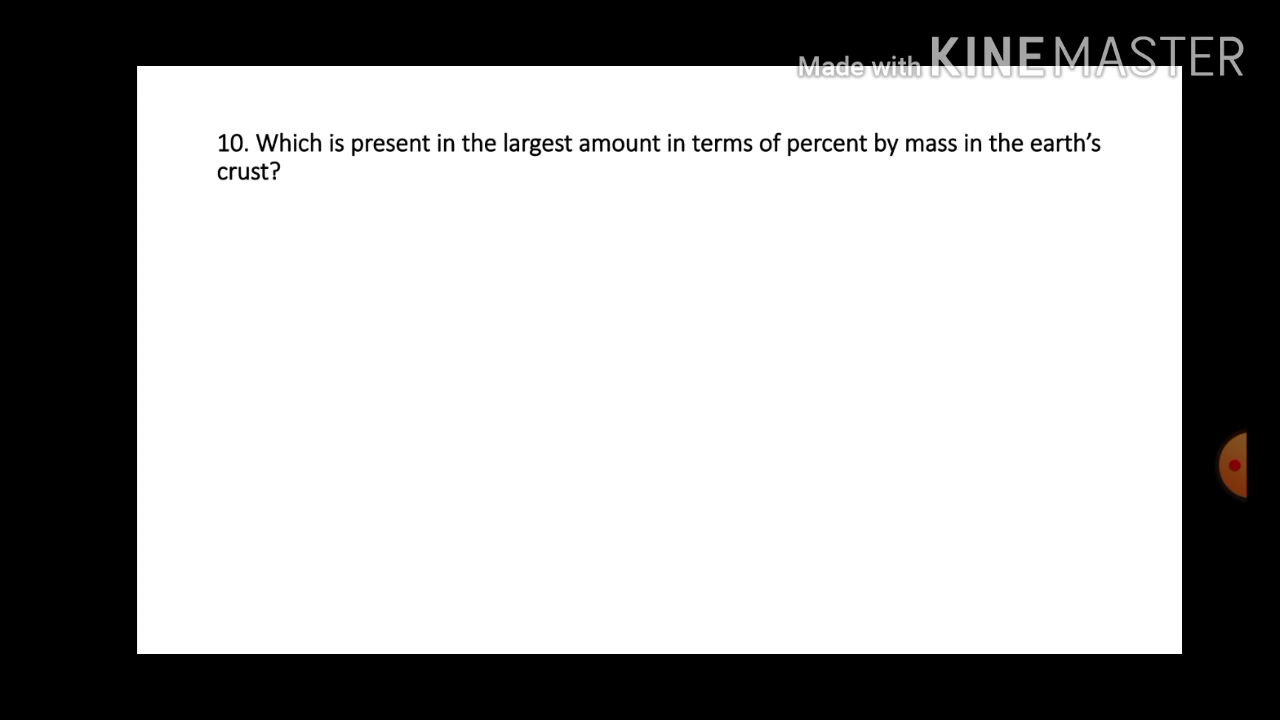 Made with KINEMASTER
10. Which is present in the largest amount in terms of percent by mass in the earth’s
crust?